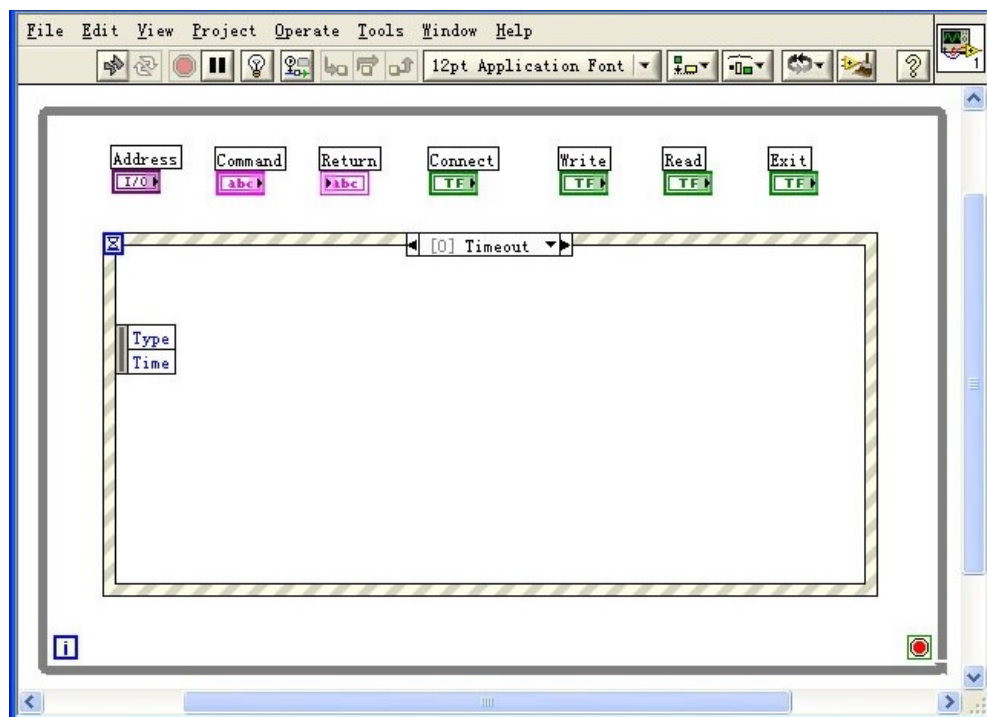 File Edit View Project Operate Tools Window Help
12pt Application Font
1
Address Command Return Connect Write Read Exit
I/O abc abc TF TF TF TF
[0] Timeout
Type
Time
i